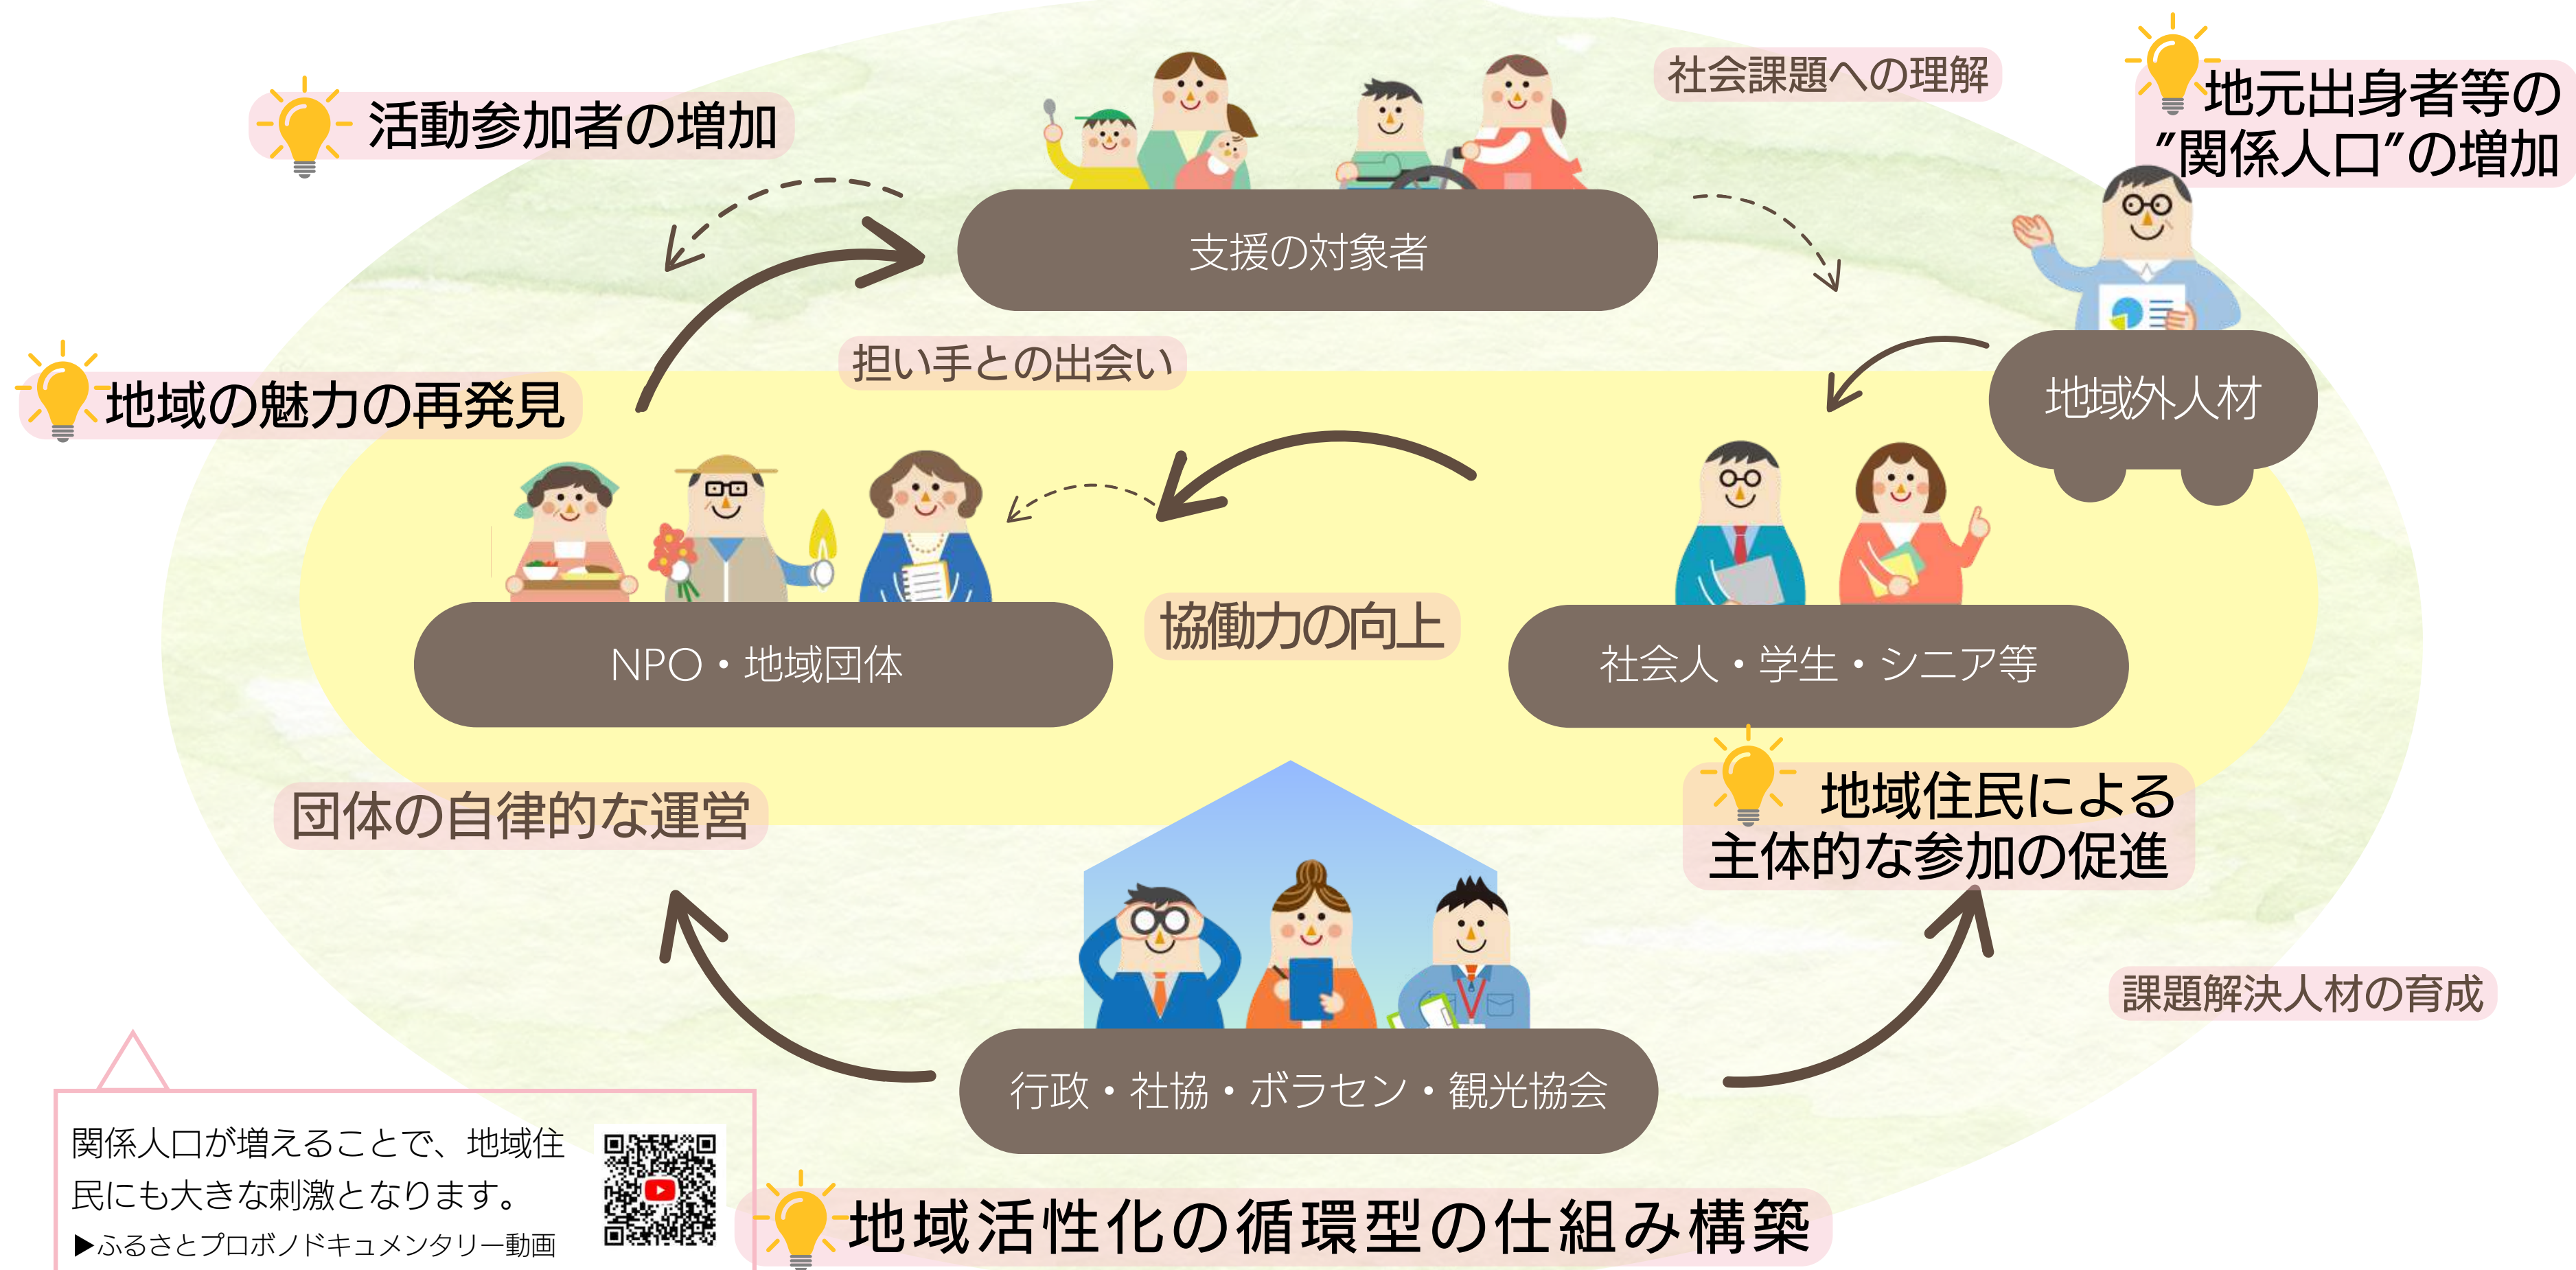 社会課題への理解
地元出身者等の
″関係人口″の増加
活動参加者の増加
支援の対象者
担い手との出会い
地域の魅力の再発見
地域外人材
協働力の向上
NPO・地域団体
社会人・学生・シニア等
団体の自律的な運営
地域住民による
主体的な参加の促進
課題解決人材の育成
行政・社協・ボラセン・観光協会
関係人口が増えることで、地域住
民にも大きな刺激となります。
▶ふるさとプロボノドキュメンタリー動画
地域活性化の循環型の仕組み構築